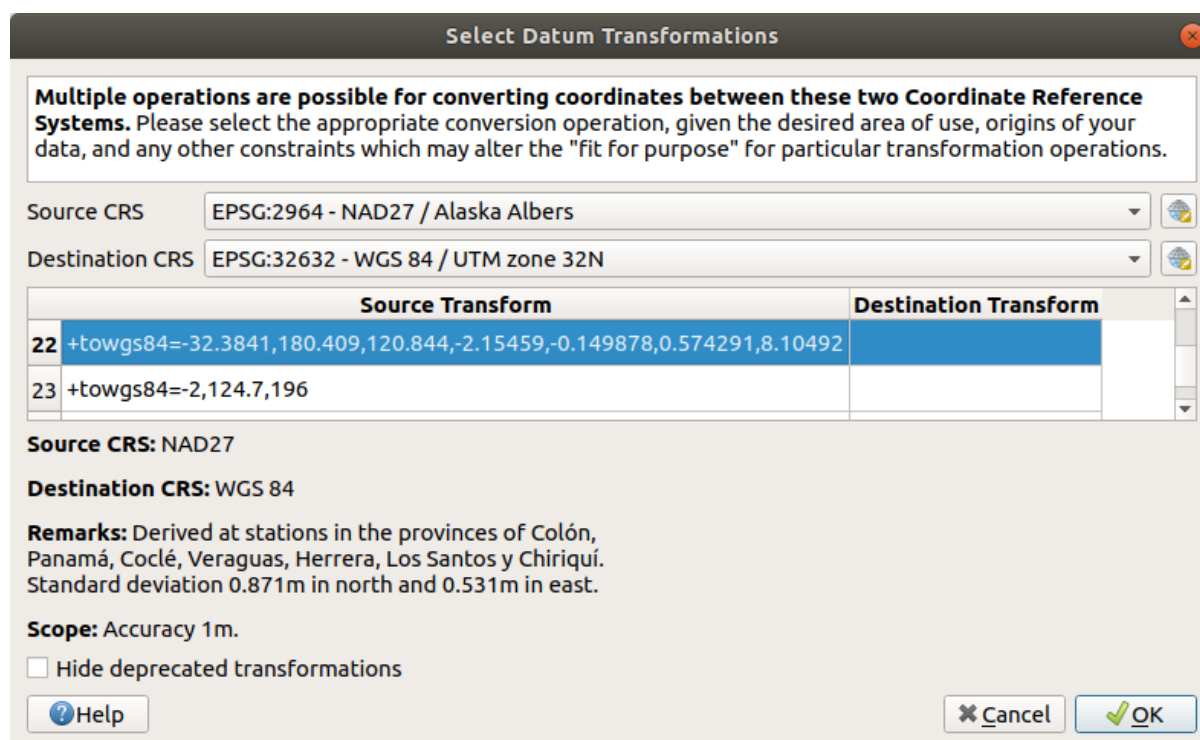 Select Datum Transformations
Multiple operations are possible for converting coordinates between these two Coordinate Reference
Systems. Please select the appropriate conversion operation, given the desired area of use, origins of your
data, and any other constraints which may alter the "fit for purpose" for particular transformation operations.
Source CRS EPSG:2964 - NAD27 / Alaska Albers
Destination CRS EPSG:32632 - WGS 84 / UTM zone 32N
Source Transform Destination Transform
22 +towgs84=-32.3841,180.409,120.844,-2.15459,-0.149878,0.574291,8.10492
23 +towgs84=-2,124.7,196
Source CRS: NAD27
Destination CRS: WGS 84
Remarks: Derived at stations in the provinces of Colón,
Panamá, Coclé, Veraguas, Herrera, Los Santos y Chiriquí.
Standard deviation 0.871m in north and 0.531m in east.
Scope: Accuracy 1m.
Hide deprecated transformations
Help Cancel OK